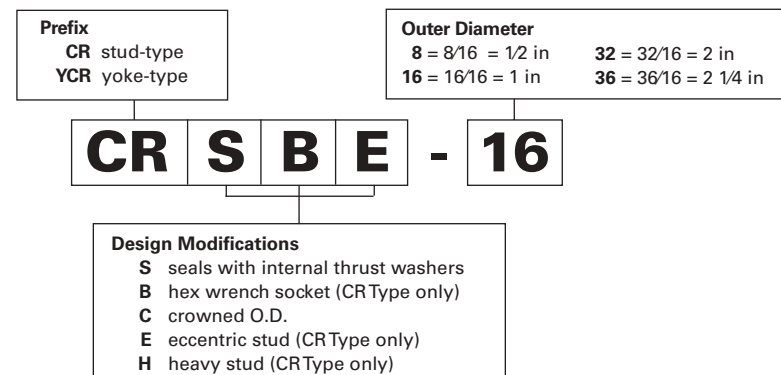 Prefix
CR stud-type
YCR yoke-type
Outer Diameter
8 = 8⁄16 = 1⁄2 in
16 = 16⁄16 = 1 in
32 = 32⁄16 = 2 in
36 = 36⁄16 = 2 1⁄4 in
CR S B E - 16
Design Modifications
S seals with internal thrust washers
B hex wrench socket (CR Type only)
C crowned O.D.
E eccentric stud (CR Type only)
H heavy stud (CR Type only)